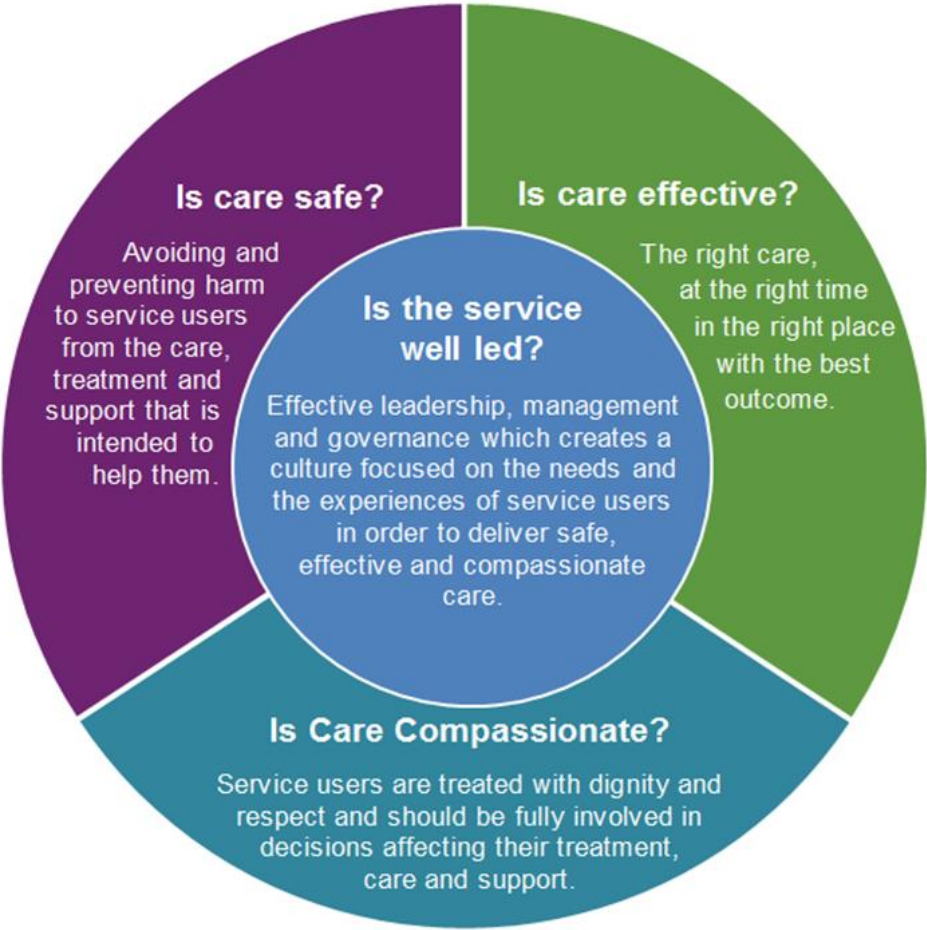 Is care safe?
Avoiding and
preventing harm
to service users
from the care,
treatment and
support that is
intended to
help them.
Is care effective?
The right care,
at the right time
in the right place
with the best
outcome.
Is the service
well led?
Effective leadership, management
and governance which creates a
culture focused on the needs and
the experiences of service users
in order to deliver safe,
effective and compassionate
care.
Is Care Compassionate?
Service users are treated with dignity and
respect and should be fully involved in
decisions affecting their treatment,
care and support.